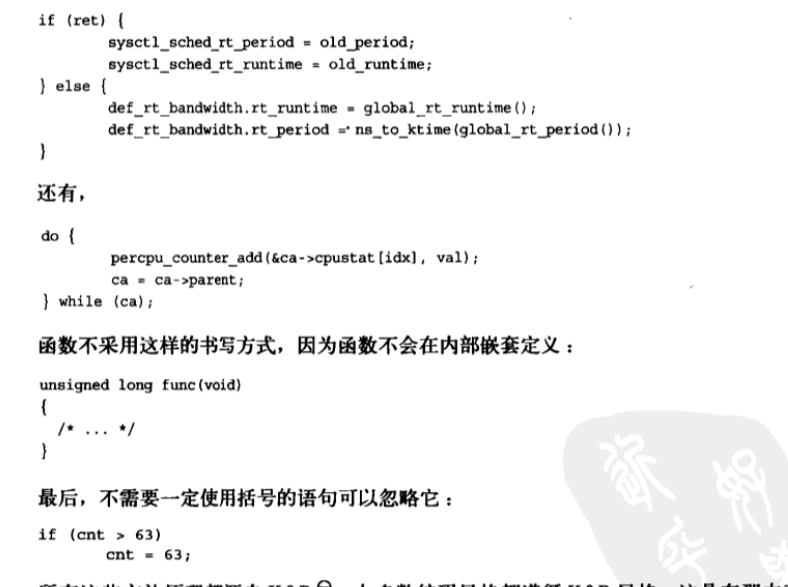 if (ret) {
        sysctl_sched_rt_period = old_period;
        sysctl_sched_rt_runtime = old_runtime;
} else {
        def_rt_bandwidth.rt_runtime = global_rt_runtime();
        def_rt_bandwidth.rt_period = ns_to_ktime(global_rt_period());
}
还有，
do {
        percpu_counter_add(&ca->cpustat[idx], val);
        ca = ca->parent;
} while (ca);
函数不采用这样的书写方式，因为函数不会在内部嵌套定义：
unsigned long func(void)
{
  /* ... */
}
最后，不需要一定使用括号的语句可以忽略它：
if (cnt > 63)
        cnt = 63;